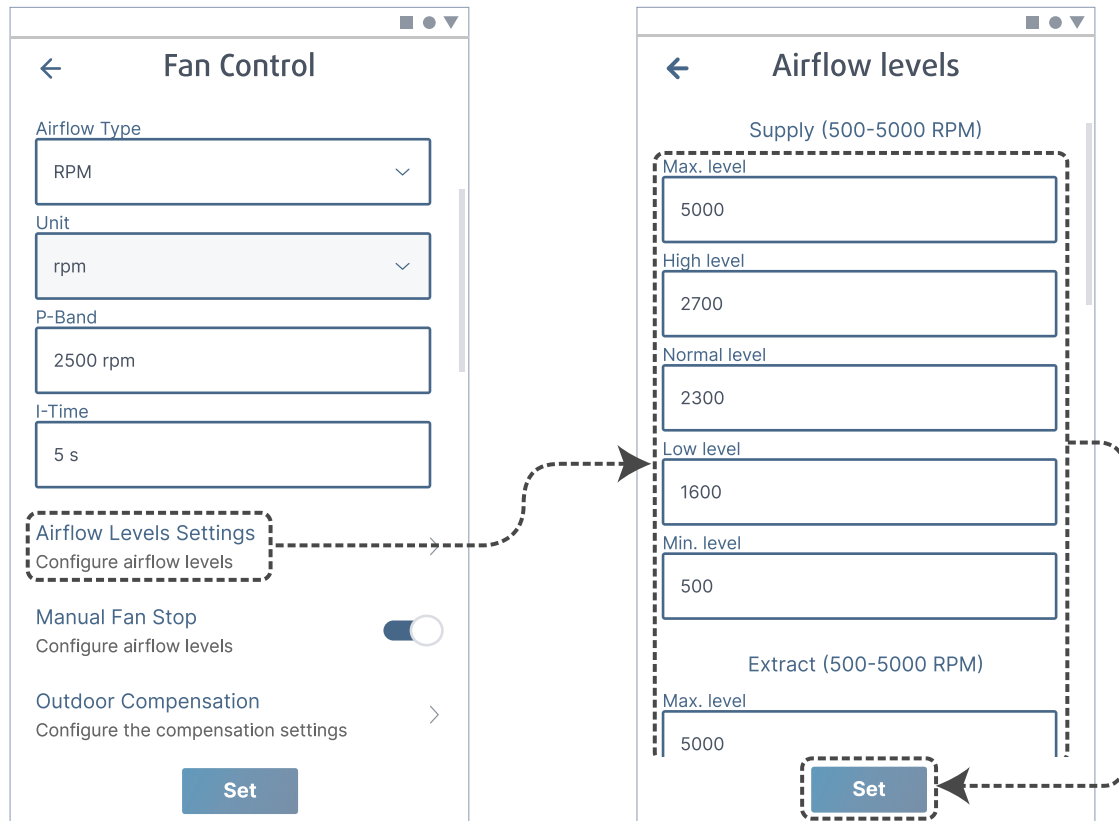 Fan Control
Airflow Type
RPM
Unit
rpm
P-Band
2500 rpm
I-Time
5 s
Airflow Levels Settings
Configure airflow levels
Manual Fan Stop
Configure airflow levels
Outdoor Compensation
Configure the compensation settings
Set
Airflow levels
Supply (500-5000 RPM)
Max. level
5000
High level
2700
Normal level
2300
Low level
1600
Min. level
500
Extract (500-5000 RPM)
Max. level
5000
Set